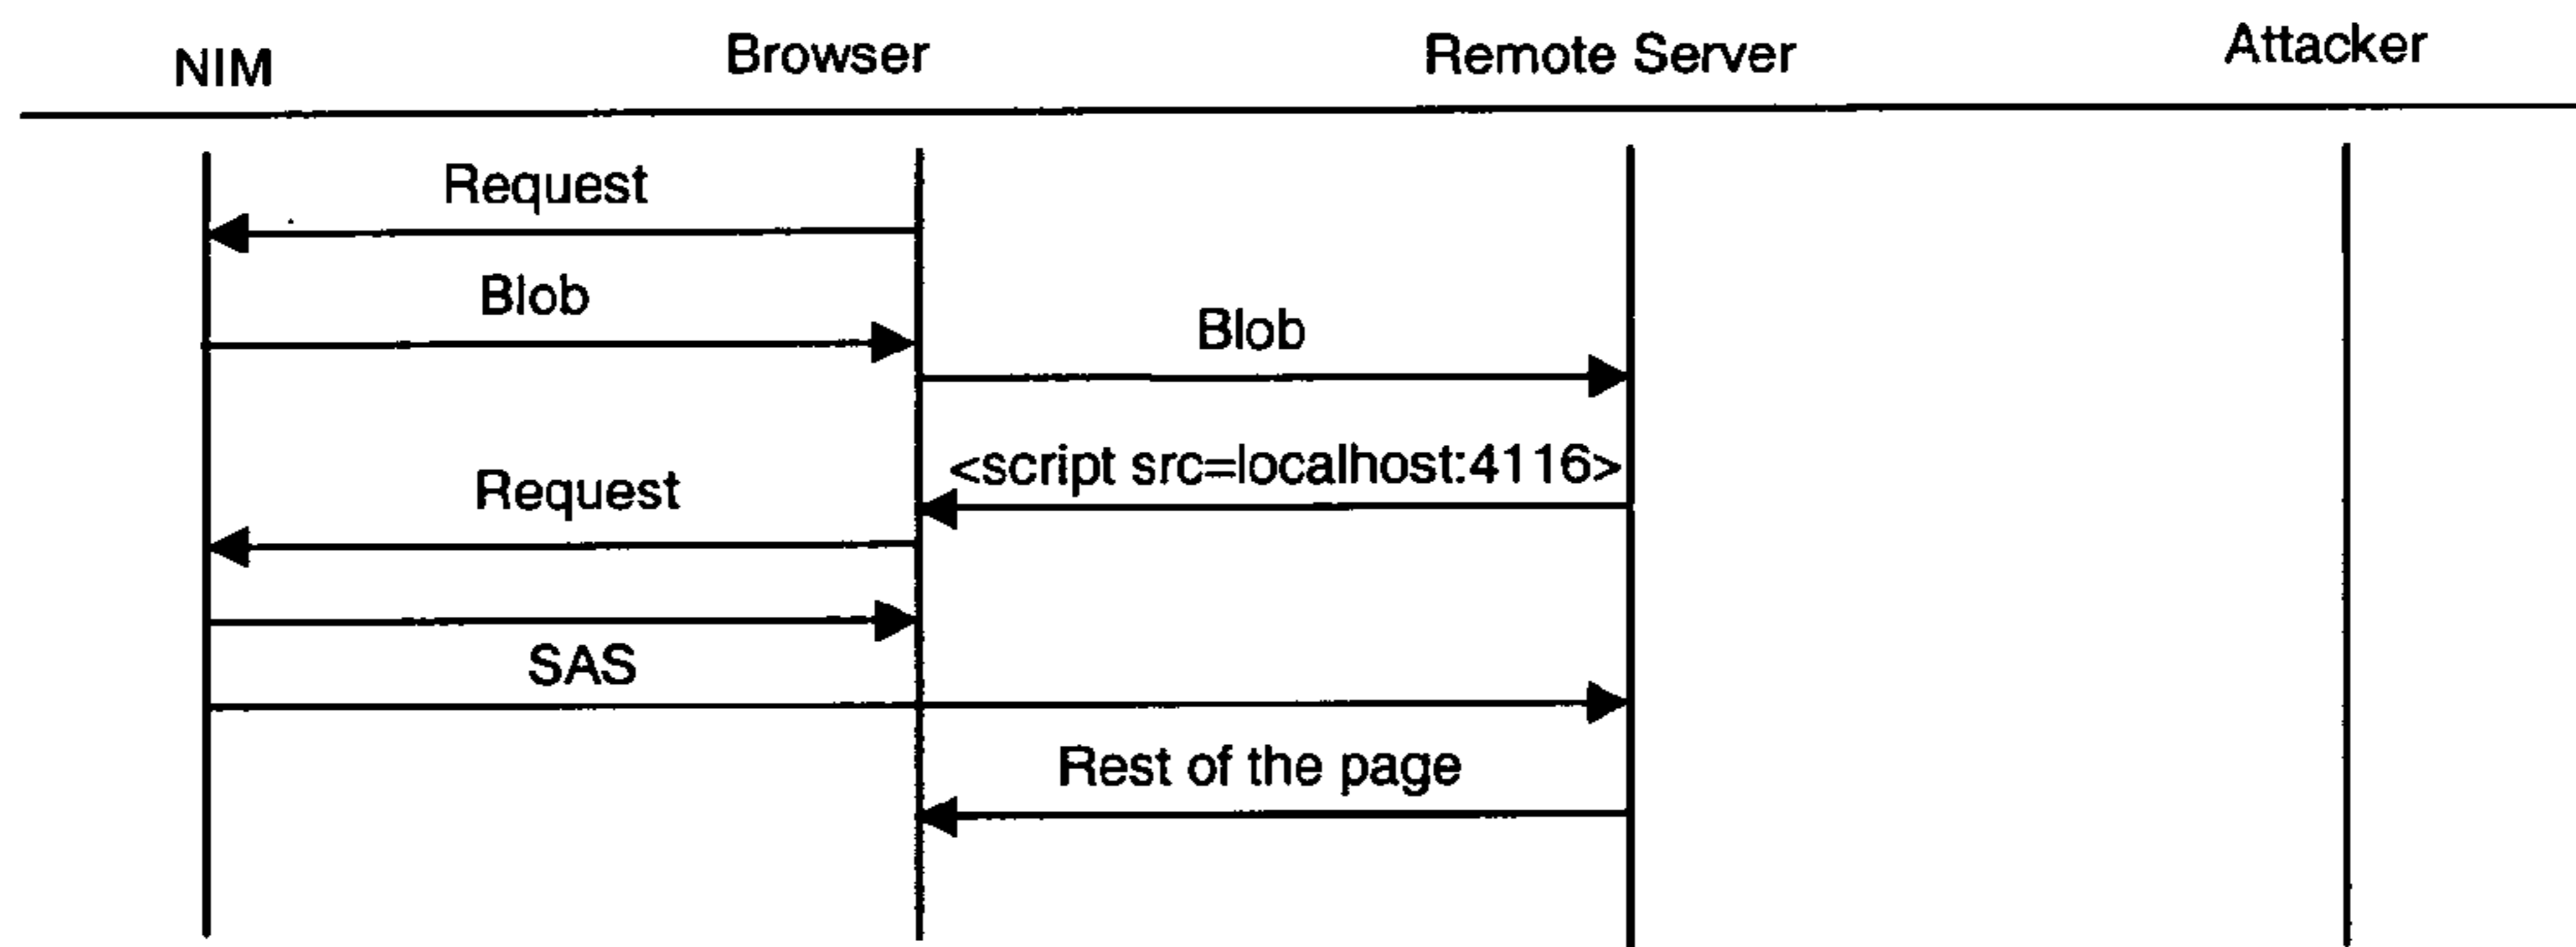 NIM Browser Remote Server Attacker
Request
Blob
Blob
<script src=localhost:4116>
Request
SAS
Rest of the page